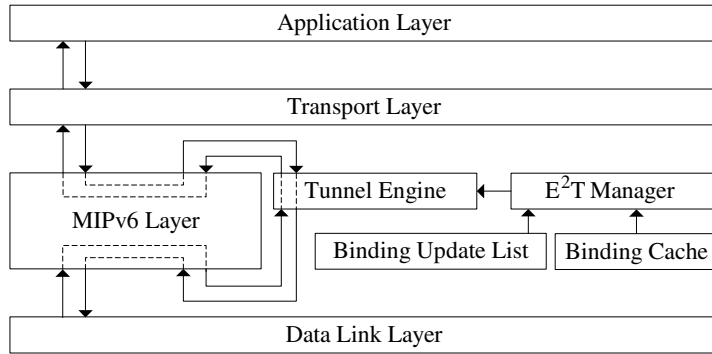 Application Layer
Transport Layer
Tunnel Engine
E²T Manager
MIPv6 Layer
Binding Update List
Binding Cache
Data Link Layer